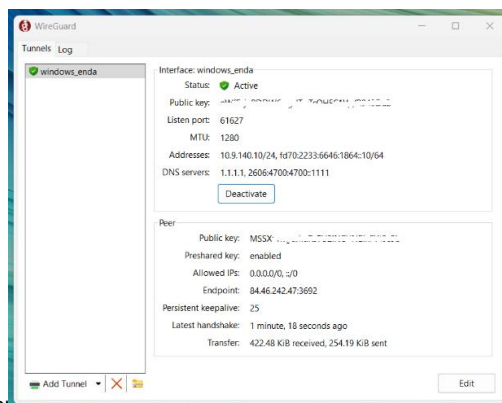 WireGuard
Tunnels Log
windows_enda
Interface: windows_enda
Status: Active
Public key:
Listen port: 61627
MTU: 1280
Addresses: 10.9.140.10/24, fd70:2233:6646:1864::10/64
DNS servers: 1.1.1.1, 2606:4700:4700::1111
Deactivate
Peer
Public key: MSSX
Preshared key: enabled
Allowed IPs: 0.0.0.0/0, ::/0
Endpoint: 84.46.242.47:3692
Persistent keepalive: 25
Latest handshake: 1 minute, 18 seconds ago
Transfer: 422.48 KiB received, 254.19 KiB sent
Add Tunnel
Edit